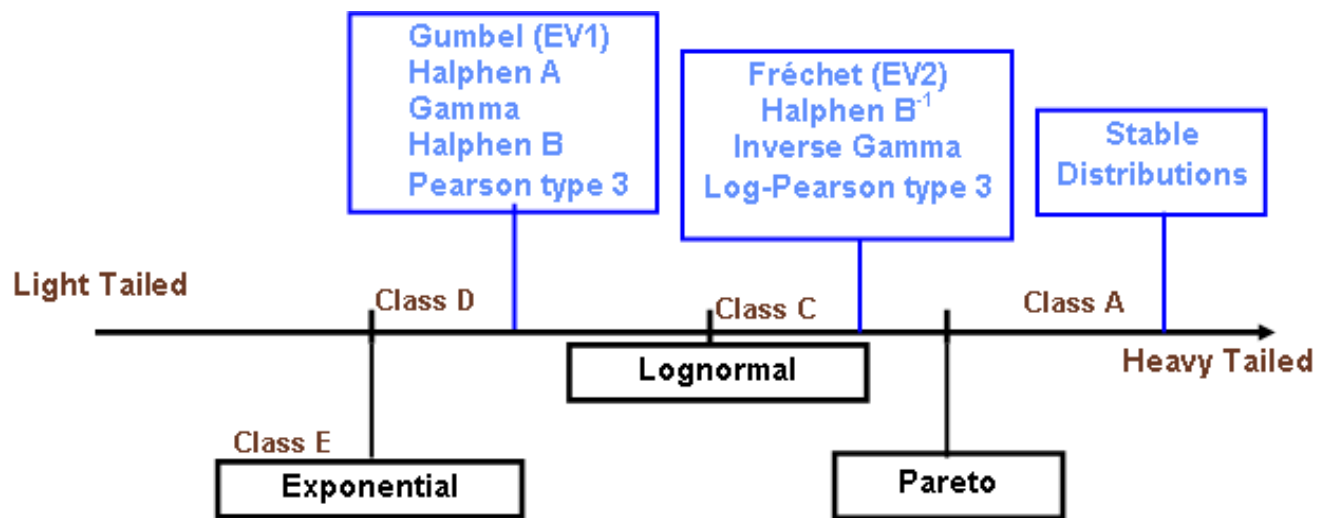 Gumbel (EV1)
Halphen A
Gamma
Halphen B
Pearson type 3
Fréchet (EV2)
Halphen B⁻¹
Inverse Gamma
Log-Pearson type 3
Stable
Distributions
Light Tailed
Class D
Class C
Class A
Heavy Tailed
Lognormal
Class E
Exponential
Pareto